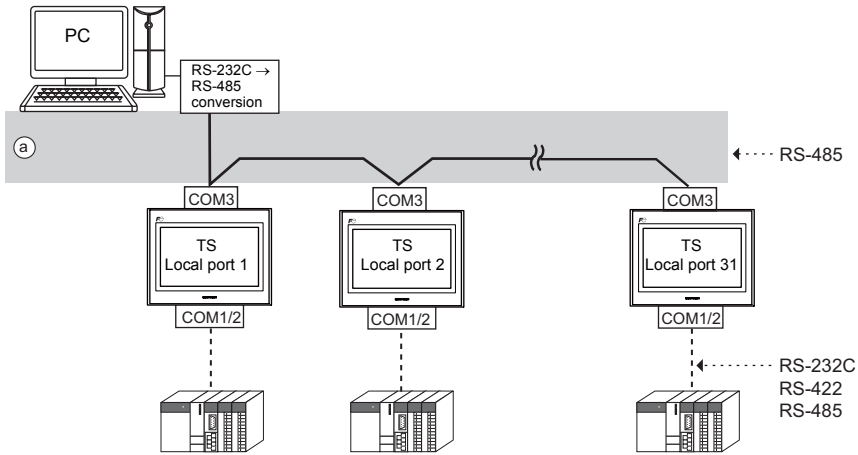 PC
RS-232C →
RS-485
conversion
a
RS-485
COM3
COM3
COM3
TS
Local port 1
TS
Local port 2
TS
Local port 31
COM1/2
COM1/2
COM1/2
RS-232C
RS-422
RS-485